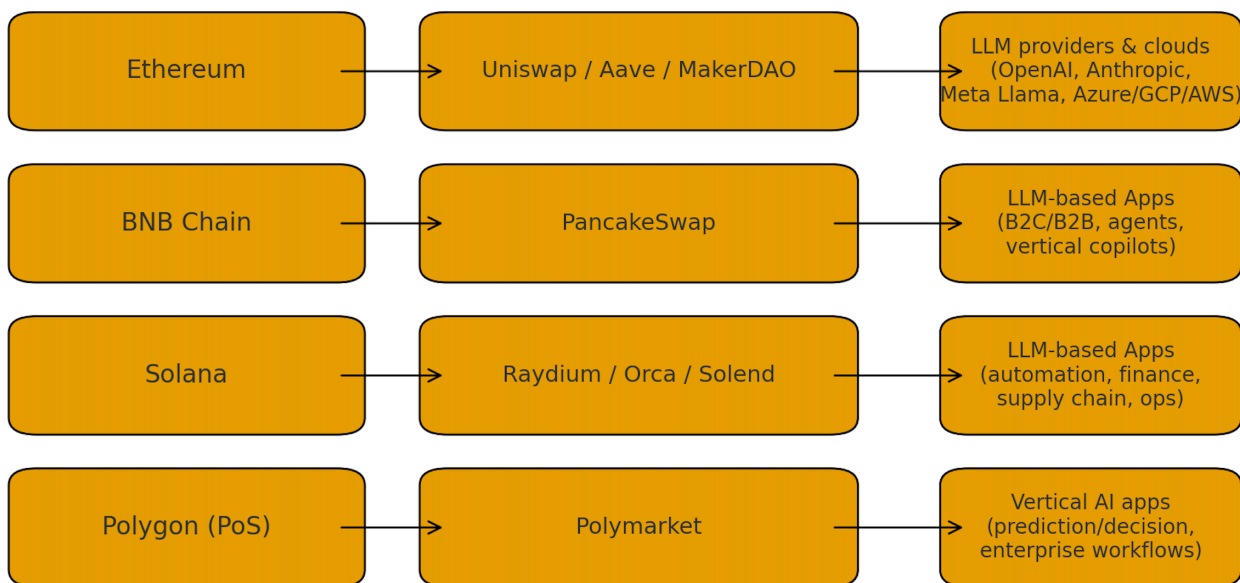 Ethereum
Uniswap / Aave / MakerDAO
LLM providers & clouds
(OpenAI, Anthropic,
Meta Llama, Azure/GCP/AWS)
BNB Chain
PancakeSwap
LLM-based Apps
(B2C/B2B, agents,
vertical copilots)
Solana
Raydium / Orca / Solend
LLM-based Apps
(automation, finance,
supply chain, ops)
Polygon (PoS)
Polymarket
Vertical AI apps
(prediction/decision,
enterprise workflows)